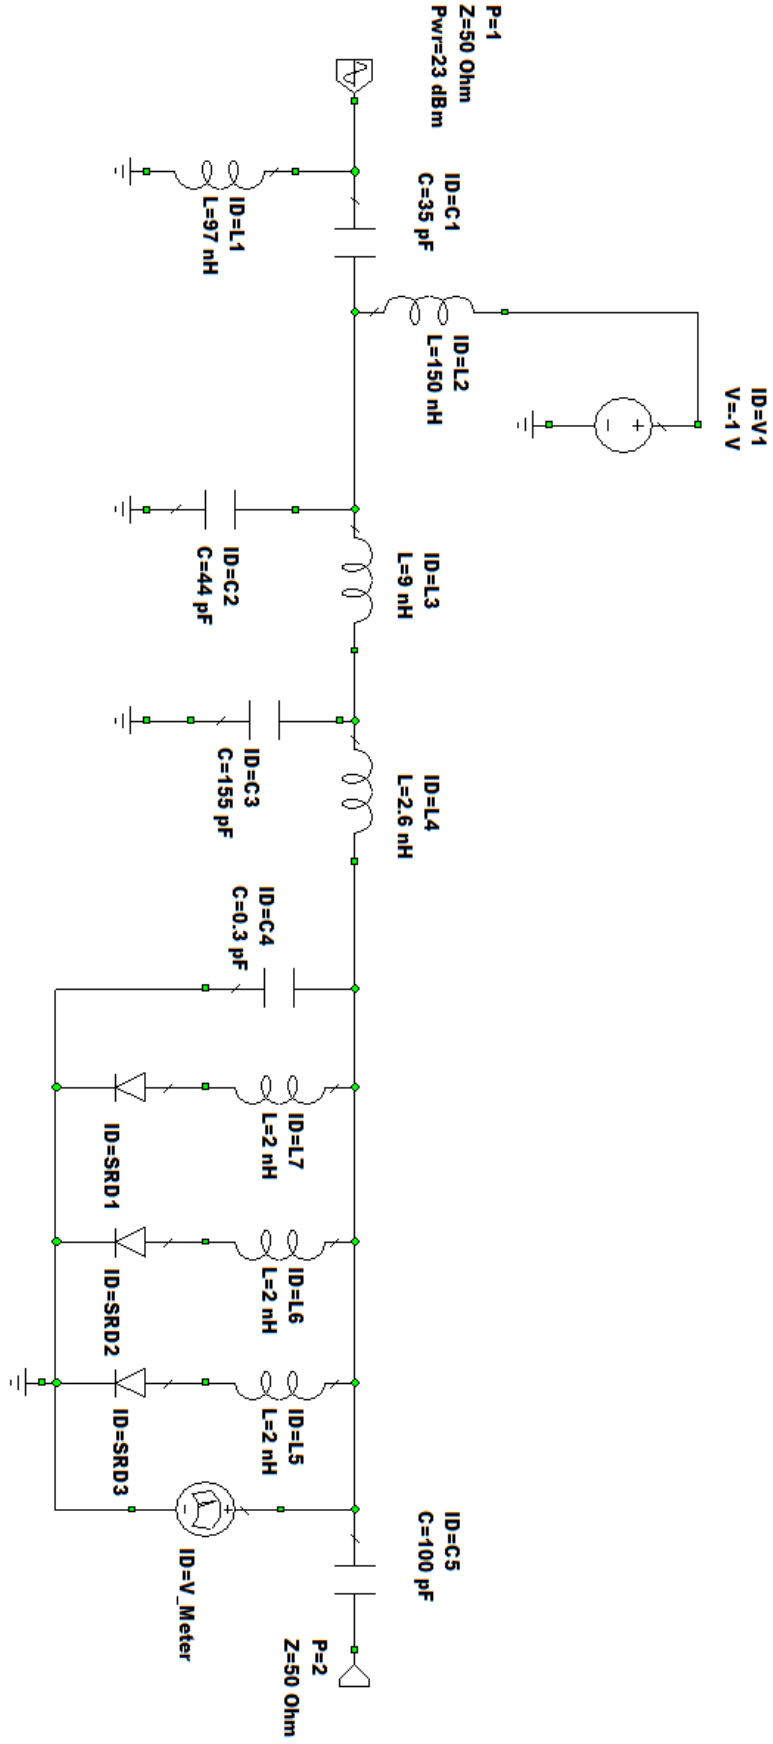 P=1
Z=50 Ohm
Pwr=23 dBm
ID=C1
C=35 pF
ID=L1
L=97 nH
ID=L2
L=150 nH
ID=V1
V=-1 V
ID=C2
C=44 pF
ID=L3
L=9 nH
ID=C3
C=155 pF
ID=L4
L=2.6 nH
ID=C4
C=0.3 pF
ID=L7
L=2 nH
ID=SRD1
ID=L6
L=2 nH
ID=SRD2
ID=L5
L=2 nH
ID=SRD3
+
-
ID=V_Meter
ID=C5
C=100 pF
P=2
Z=50 Ohm